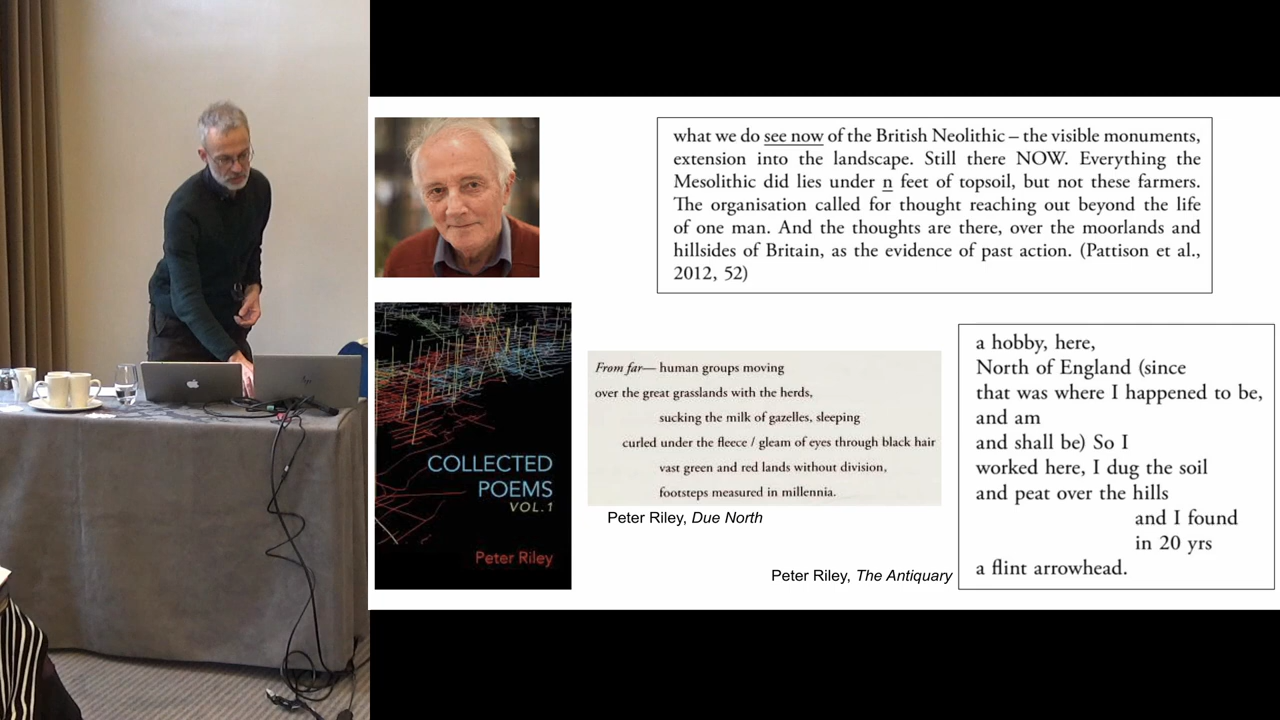 what we do see now of the British Neolithic – the visible monuments,
extension into the landscape. Still there NOW. Everything the
Mesolithic did lies under n feet of topsoil, but not these farmers.
The organisation called for thought reaching out beyond the life
of one man. And the thoughts are there, over the moorlands and
hillsides of Britain, as the evidence of past action. (Pattison et al.,
2012, 52)
COLLECTED
POEMS
VOL.1
Peter Riley
From far— human groups moving
over the great grasslands with the herds,
sucking the milk of gazelles, sleeping
curled under the fleece / gleam of eyes through black hair
vast green and red lands without division,
footsteps measured in millennia.
Peter Riley, Due North
Peter Riley, The Antiquary
a hobby, here,
North of England (since
that was where I happened to be,
and am
and shall be) So I
worked here, I dug the soil
and peat over the hills
and I found
in 20 yrs
a flint arrowhead.